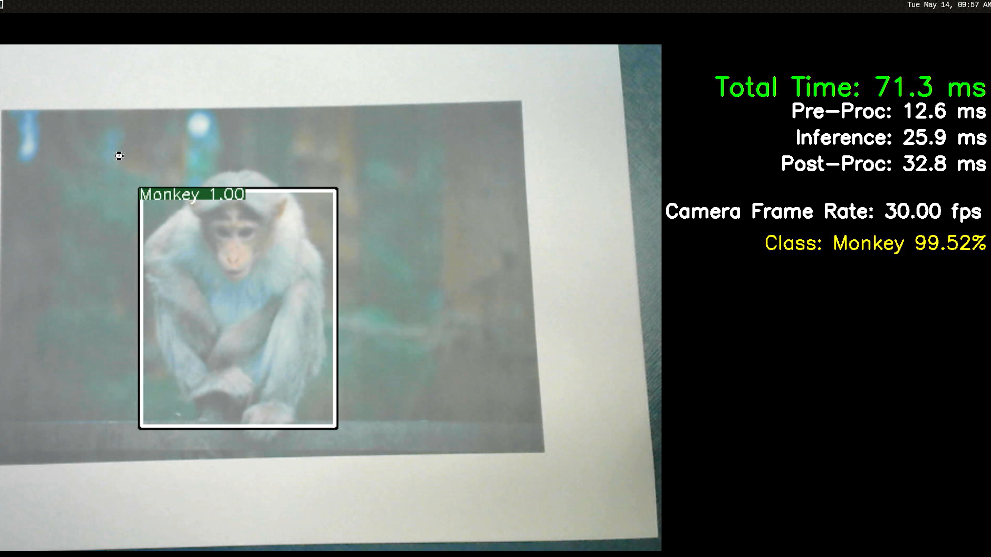 Tue May 14, 09:57 AM
Total Time: 71.3 ms
Pre-Proc: 12.6 ms
Inference: 25.9 ms
Post-Proc: 32.8 ms
Camera Frame Rate: 30.00 fps
Class: Monkey 99.52%
Monkey 1.00